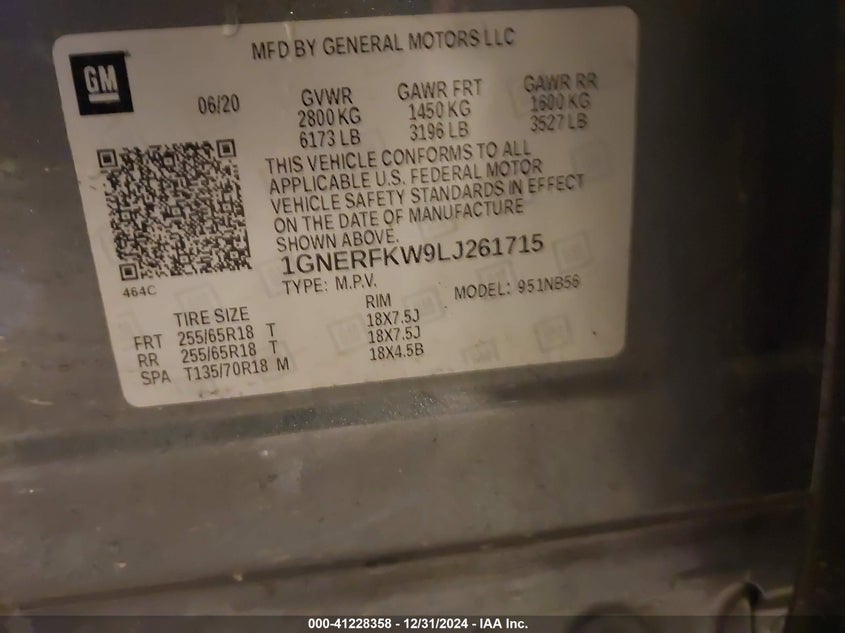 MFD BY GENERAL MOTORS LLC
GM
06/20
GVWR GAWR FRT GAWR RR
2800 KG 1450 KG 1600 KG
6173 LB 3196 LB 3527 LB
THIS VEHICLE CONFORMS TO ALL
APPLICABLE U.S. FEDERAL MOTOR
VEHICLE SAFETY STANDARDS IN EFFECT
ON THE DATE OF MANUFACTURE
SHOWN ABOVE.
1GNERFKW9LJ261715
464C
TYPE: M.P.V. MODEL: 951NB56
TIRE SIZE RIM
FRT 255/65R18 T 18X7.5J
RR 255/65R18 T 18X7.5J
SPA T135/70R18 M 18X4.5B
000-41228358 - 12/31/2024 - IAA Inc.